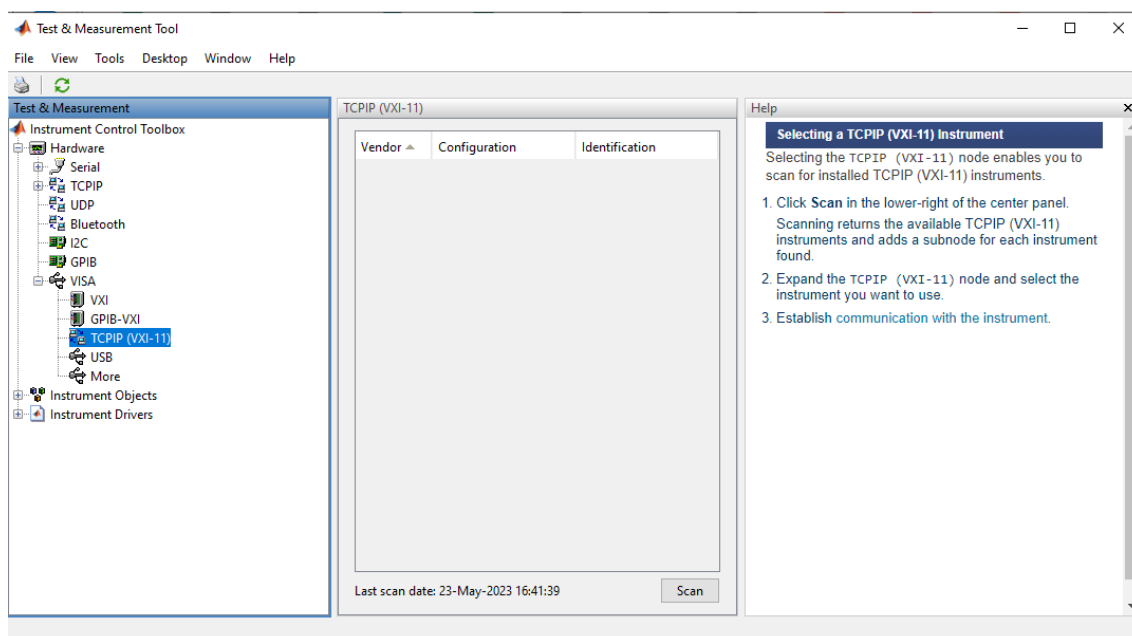 Test & Measurement Tool
File View Tools Desktop Window Help
Test & Measurement
Instrument Control Toolbox
Hardware
Serial
TCPIP
UDP
Bluetooth
I2C
GPIB
VISA
VXI
GPIB-VXI
TCPIP (VXI-11)
USB
More
Instrument Objects
Instrument Drivers
TCPIP (VXI-11)
Vendor Configuration Identification
Last scan date: 23-May-2023 16:41:39 Scan
Help
Selecting a TCPIP (VXI-11) Instrument
Selecting the TCPIP (VXI-11) node enables you to
scan for installed TCPIP (VXI-11) instruments.
1. Click Scan in the lower-right of the center panel.
Scanning returns the available TCPIP (VXI-11)
instruments and adds a subnode for each instrument
found.
2. Expand the TCPIP (VXI-11) node and select the
instrument you want to use.
3. Establish communication with the instrument.